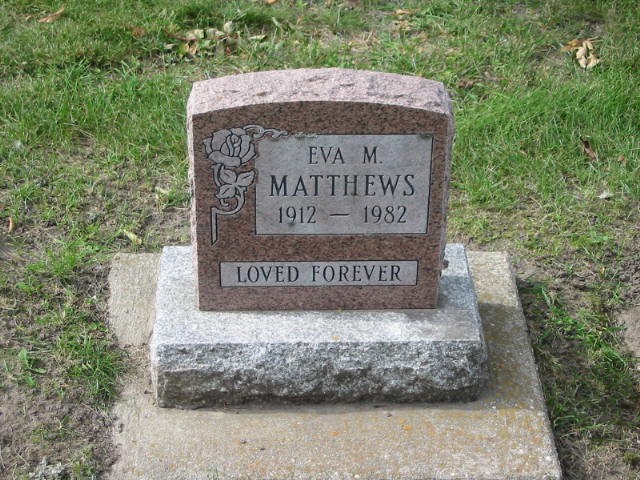 EVA M.
MATTHEWS
1912 — 1982
LOVED FOREVER